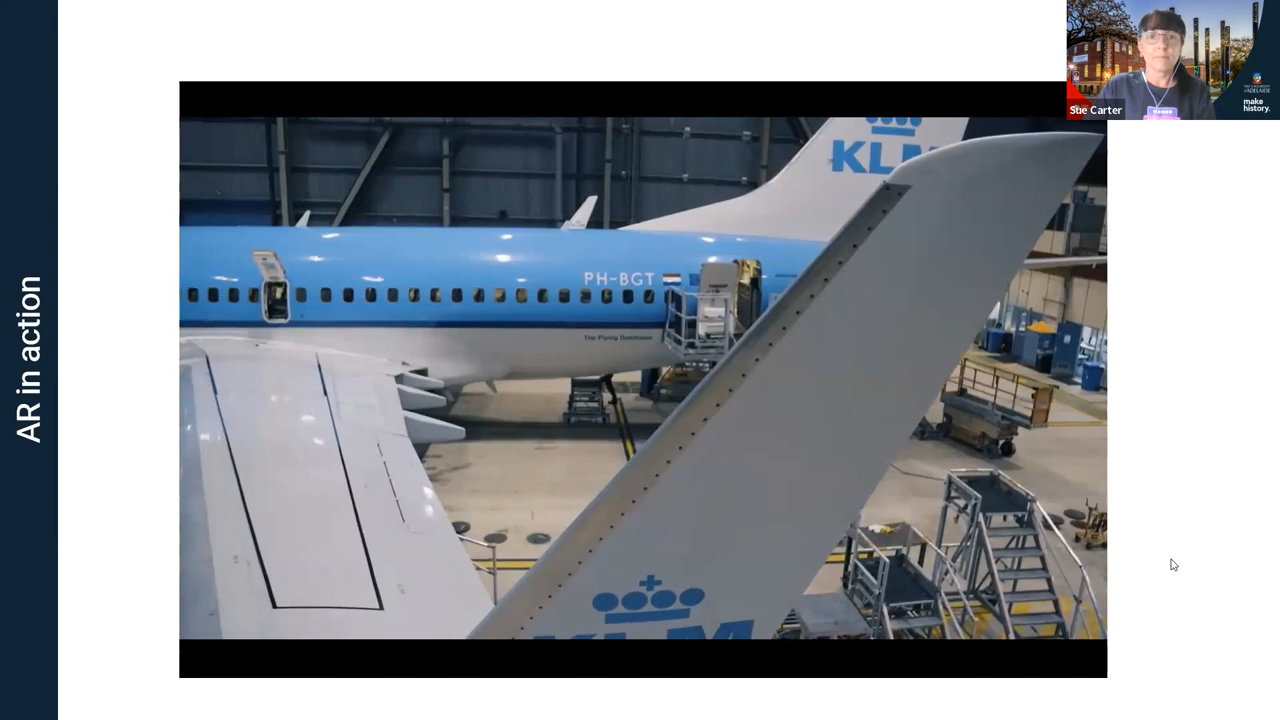 AR in action
KLM
PH-BGT
The Flying Dutchman
KLM
Sue Carter
THE UNIVERSITY
of ADELAIDE
make
history.